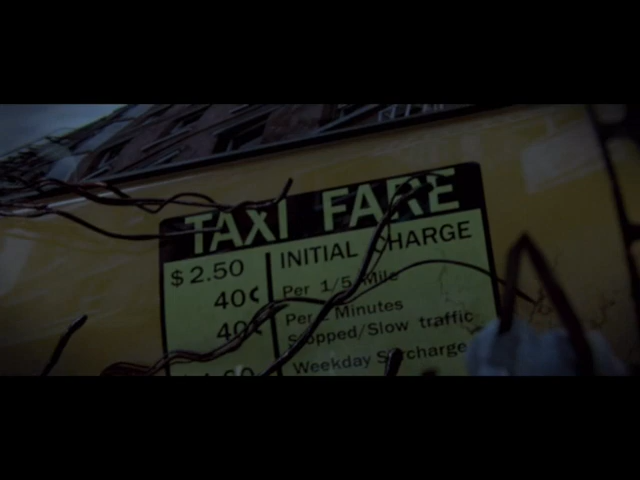 TAXI FARE
$2.50 INITIAL CHARGE
40¢ Per 1/5 Mile
40¢ Per 2 Minutes
Stopped/Slow traffic
Weekday Surcharge